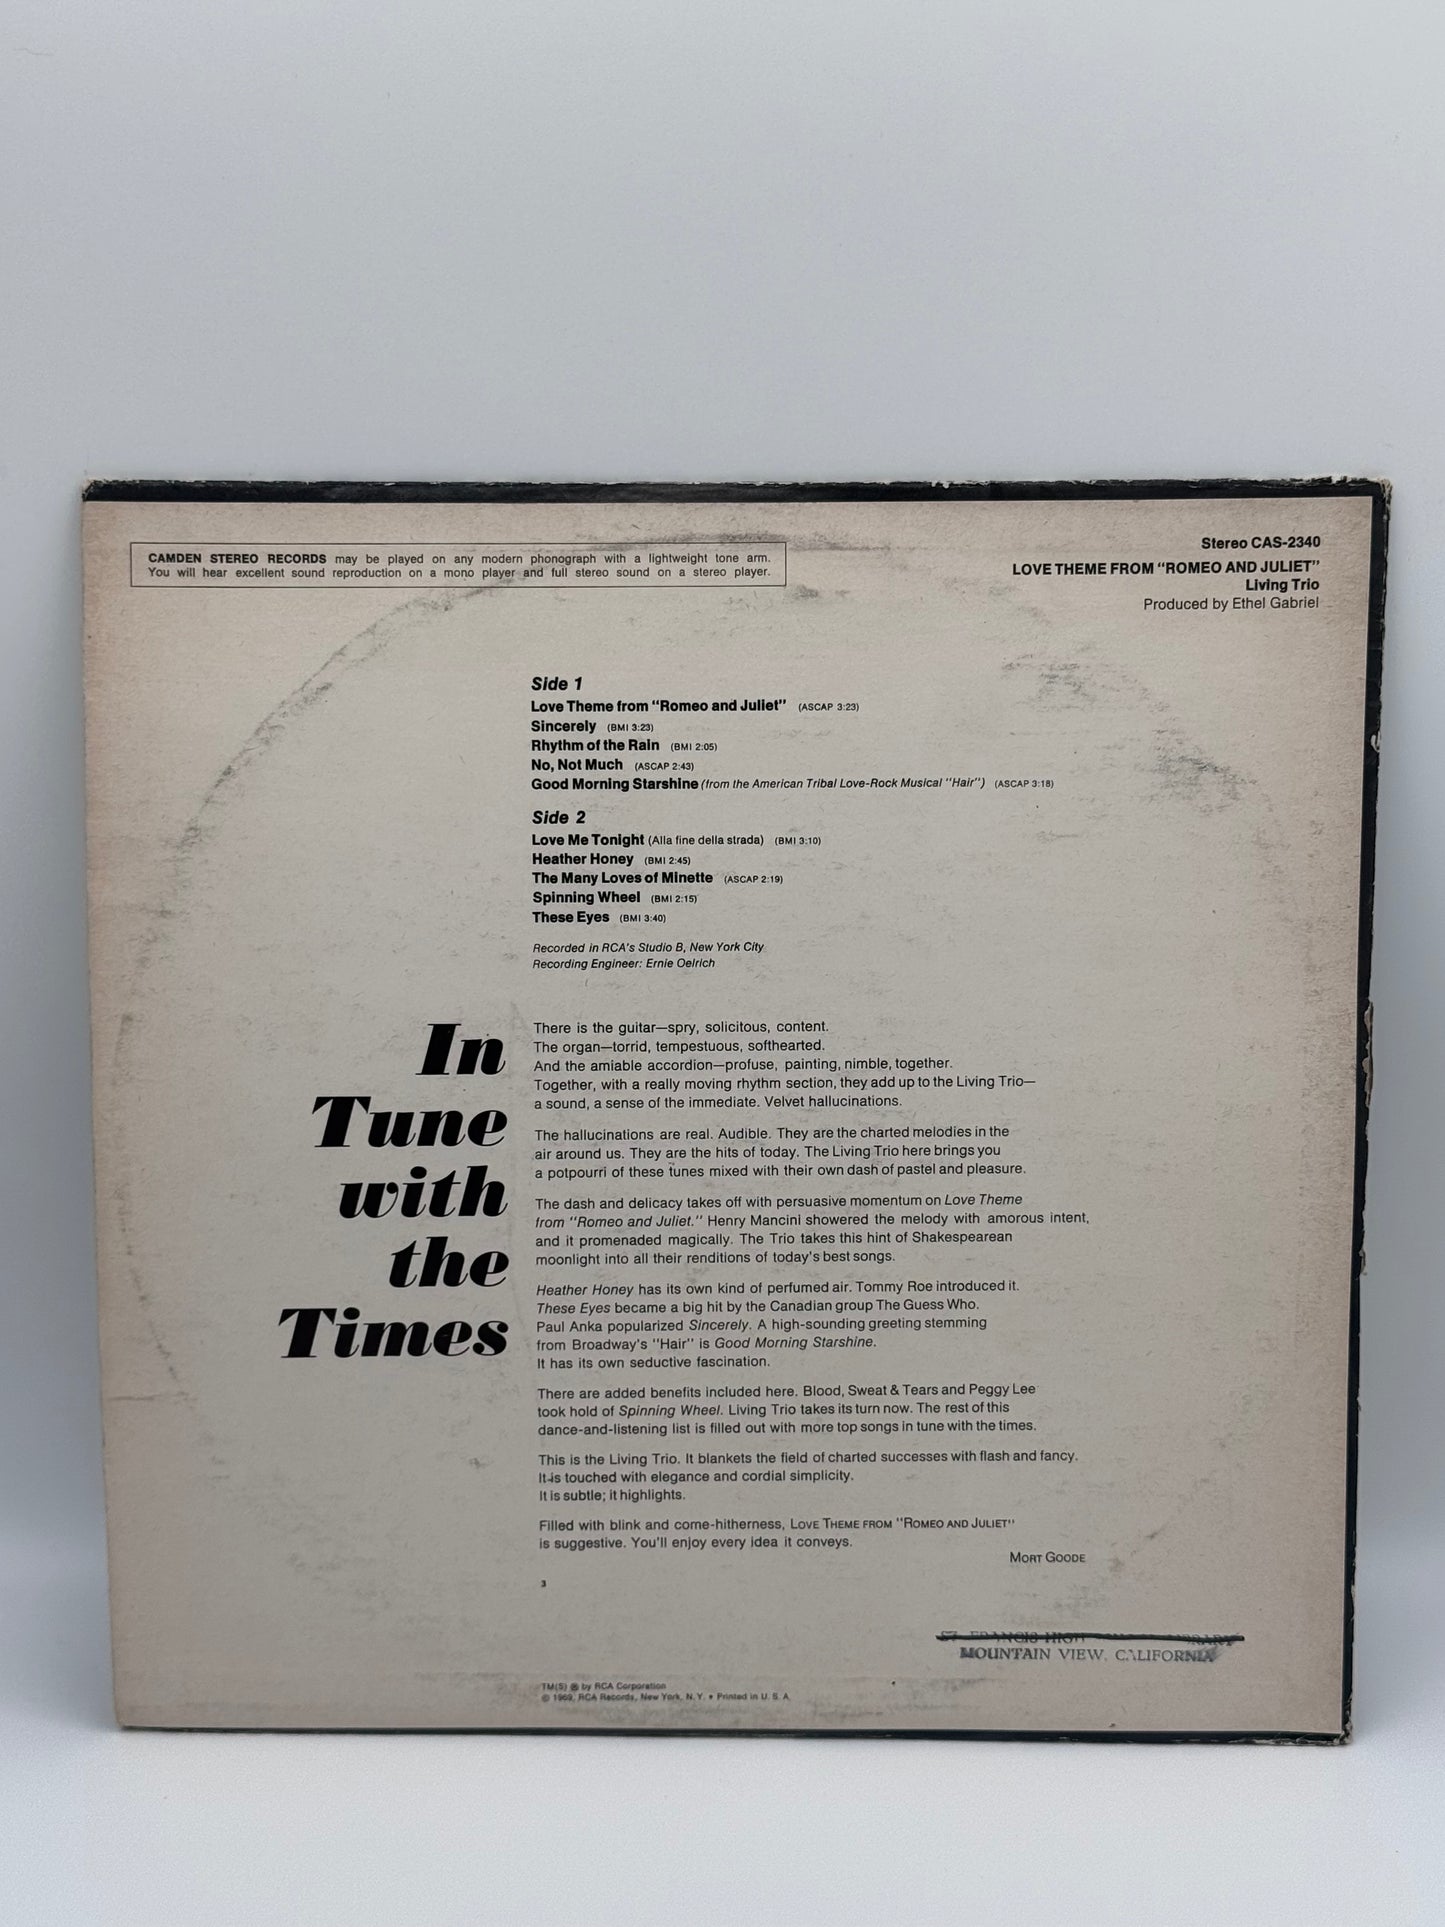 CAMDEN STEREO RECORDS may be played on any modern phonograph with a lightweight tone arm.
You will hear excellent sound reproduction on a mono player and full stereo sound on a stereo player.
Stereo CAS-2340
LOVE THEME FROM “ROMEO AND JULIET”
Living Trio
Produced by Ethel Gabriel
Side 1
Love Theme from “Romeo and Juliet” (ASCAP 3:23)
Sincerely (BMI 3:23)
Rhythm of the Rain (BMI 2:05)
No, Not Much (ASCAP 2:43)
Good Morning Starshine (from the American Tribal Love-Rock Musical "Hair") (ASCAP 3:18)
Side 2
Love Me Tonight (Alla fine della strada) (BMI 3:10)
Heather Honey (BMI 2:45)
The Many Loves of Minette (ASCAP 2:19)
Spinning Wheel (BMI 2:15)
These Eyes (BMI 3:40)
Recorded in RCA's Studio B, New York City
Recording Engineer: Ernie Oelrich
In
Tune
with
the
Times
There is the guitar—spry, solicitous, content.
The organ—torrid, tempestuous, softhearted.
And the amiable accordion—profuse, painting, nimble, together.
Together, with a really moving rhythm section, they add up to the Living Trio—
a sound, a sense of the immediate. Velvet hallucinations.
The hallucinations are real. Audible. They are the charted melodies in the
air around us. They are the hits of today. The Living Trio here brings you
a potpourri of these tunes mixed with their own dash of pastel and pleasure.
The dash and delicacy takes off with persuasive momentum on Love Theme
from "Romeo and Juliet." Henry Mancini showered the melody with amorous intent,
and it promenaded magically. The Trio takes this hint of Shakespearean
moonlight into all their renditions of today's best songs.
Heather Honey has its own kind of perfumed air. Tommy Roe introduced it.
These Eyes became a big hit by the Canadian group The Guess Who.
Paul Anka popularized Sincerely. A high-sounding greeting stemming
from Broadway's "Hair" is Good Morning Starshine.
It has its own seductive fascination.
There are added benefits included here. Blood, Sweat & Tears and Peggy Lee
took hold of Spinning Wheel. Living Trio takes its turn now. The rest of this
dance-and-listening list is filled out with more top songs in tune with the times.
This is the Living Trio. It blankets the field of charted successes with flash and fancy.
It is touched with elegance and cordial simplicity.
It is subtle; it highlights.
Filled with blink and come-hitherness, LOVE THEME FROM "ROMEO AND JULIET"
is suggestive. You'll enjoy every idea it conveys.
MORT GOODE
3
ST. FRANCIS HIGH LIBRARY
MOUNTAIN VIEW, CALIFORNIA
TM(S) ® by RCA Corporation
© 1969, RCA Records, New York, N.Y. • Printed in U.S.A.